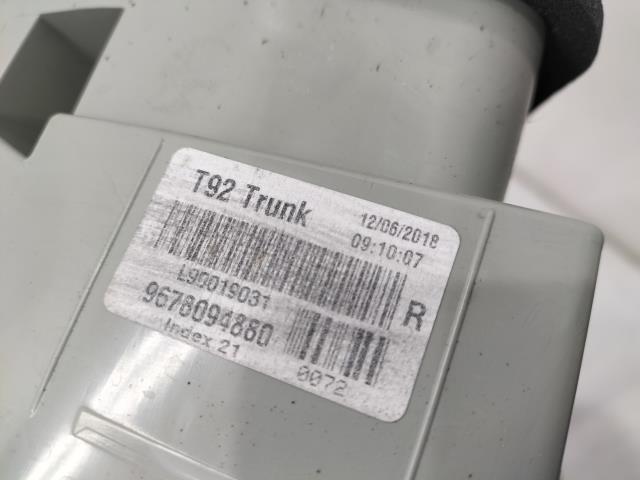 T92 Trunk
12/06/2018
09:10:07
L90019031
R
9678094880
Index 21
0072